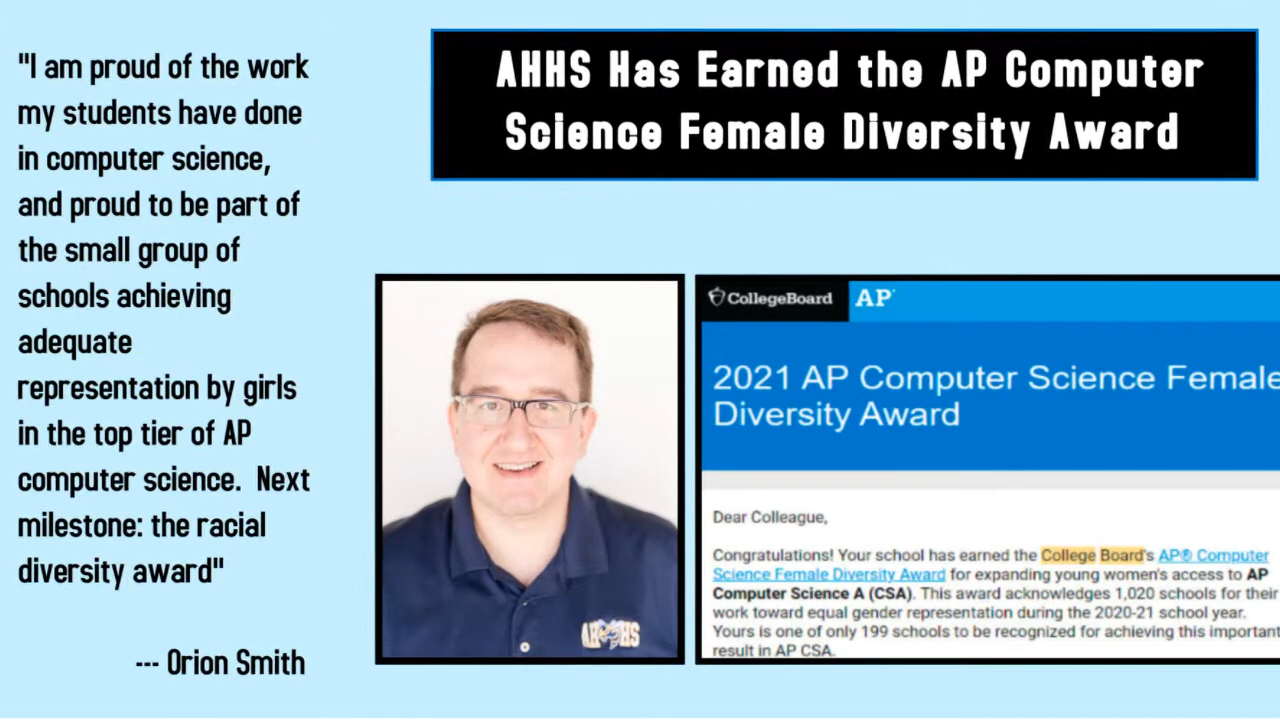 "I am proud of the work
my students have done
in computer science,
and proud to be part of
the small group of
schools achieving
adequate
representation by girls
in the top tier of AP
computer science.  Next
milestone: the racial
diversity award"
--- Orion Smith
AHHS Has Earned the AP Computer
Science Female Diversity Award
AHHS
CollegeBoard AP
2021 AP Computer Science Female
Diversity Award
Dear Colleague,
Congratulations! Your school has earned the College Board's AP® Computer
Science Female Diversity Award for expanding young women's access to AP
Computer Science A (CSA). This award acknowledges 1,020 schools for their
work toward equal gender representation during the 2020-21 school year.
Yours is one of only 199 schools to be recognized for achieving this important
result in AP CSA.